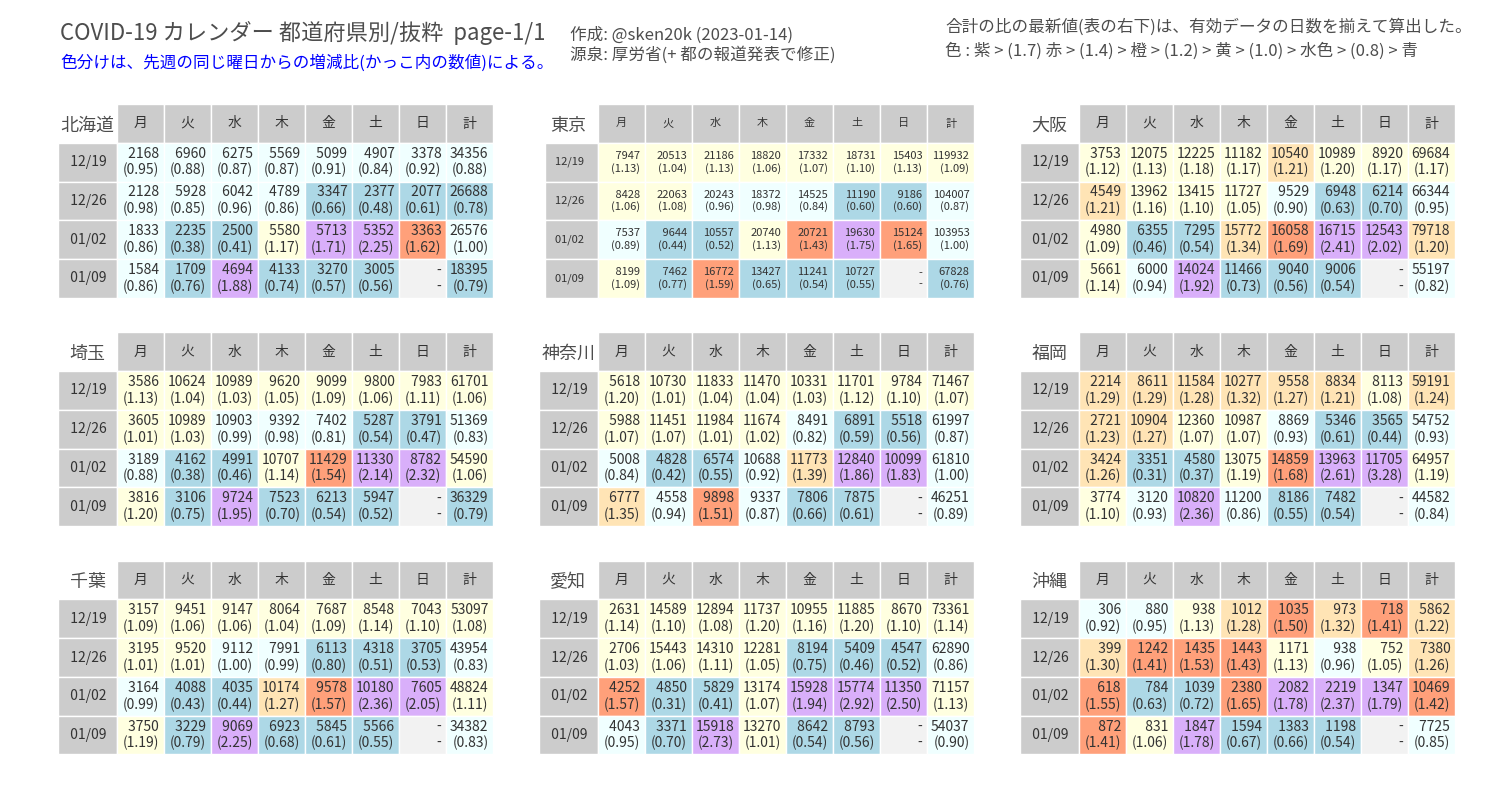 COVID-19 カレンダー 都道府県別/抜粋 page-1/1
色分けは、先週の同じ曜日からの増減比(かっこ内の数値)による。
作成: @sken20k (2023-01-14)
源泉: 厚労省(+ 都の報道発表で修正)
合計の比の最新値(表の右下)は、有効データの日数を揃えて算出した。
色 : 紫 > (1.7) 赤 > (1.4) > 橙 > (1.2) > 黄 > (1.0) > 水色 > (0.8) > 青
北海道 月 火 水 木 金 土 日 計
12/19 2168 6960 6275 5569 5099 4907 3378 34356
(0.95) (0.88) (0.87) (0.87) (0.91) (0.84) (0.92) (0.88)
12/26 2128 5928 6042 4789 3347 2377 2077 26688
(0.98) (0.85) (0.96) (0.86) (0.66) (0.48) (0.61) (0.78)
01/02 1833 2235 2500 5580 5713 5352 3363 26576
(0.86) (0.38) (0.41) (1.17) (1.71) (2.25) (1.62) (1.00)
01/09 1584 1709 4694 4133 3270 3005 - 18395
(0.86) (0.76) (1.88) (0.74) (0.57) (0.56) - (0.79)
東京 月 火 水 木 金 土 日 計
12/19 7947 20513 21186 18820 17332 18731 15403 119932
(1.13) (1.04) (1.13) (1.06) (1.07) (1.10) (1.13) (1.09)
12/26 8428 22063 20243 18372 14525 11190 9186 104007
(1.06) (1.08) (0.96) (0.98) (0.84) (0.60) (0.60) (0.87)
01/02 7537 9644 10557 20740 20721 19630 15124 103953
(0.89) (0.44) (0.52) (1.13) (1.43) (1.75) (1.65) (1.00)
01/09 8199 7462 16772 13427 11241 10727 - 67828
(1.09) (0.77) (1.59) (0.65) (0.54) (0.55) - (0.76)
大阪 月 火 水 木 金 土 日 計
12/19 3753 12075 12225 11182 10540 10989 8920 69684
(1.12) (1.13) (1.18) (1.17) (1.21) (1.20) (1.17) (1.17)
12/26 4549 13962 13415 11727 9529 6948 6214 66344
(1.21) (1.16) (1.10) (1.05) (0.90) (0.63) (0.70) (0.95)
01/02 4980 6355 7295 15772 16058 16715 12543 79718
(1.09) (0.46) (0.54) (1.34) (1.69) (2.41) (2.02) (1.20)
01/09 5661 6000 14024 11466 9040 9006 - 55197
(1.14) (0.94) (1.92) (0.73) (0.56) (0.54) - (0.82)
埼玉 月 火 水 木 金 土 日 計
12/19 3586 10624 10989 9620 9099 9800 7983 61701
(1.13) (1.04) (1.03) (1.05) (1.09) (1.06) (1.11) (1.06)
12/26 3605 10989 10903 9392 7402 5287 3791 51369
(1.01) (1.03) (0.99) (0.98) (0.81) (0.54) (0.47) (0.83)
01/02 3189 4162 4991 10707 11429 11330 8782 54590
(0.88) (0.38) (0.46) (1.14) (1.54) (2.14) (2.32) (1.06)
01/09 3816 3106 9724 7523 6213 5947 - 36329
(1.20) (0.75) (1.95) (0.70) (0.54) (0.52) - (0.79)
神奈川 月 火 水 木 金 土 日 計
12/19 5618 10730 11833 11470 10331 11701 9784 71467
(1.20) (1.01) (1.04) (1.04) (1.03) (1.12) (1.10) (1.07)
12/26 5988 11451 11984 11674 8491 6891 5518 61997
(1.07) (1.07) (1.01) (1.02) (0.82) (0.59) (0.56) (0.87)
01/02 5008 4828 6574 10688 11773 12840 10099 61810
(0.84) (0.42) (0.55) (0.92) (1.39) (1.86) (1.83) (1.00)
01/09 6777 4558 9898 9337 7806 7875 - 46251
(1.35) (0.94) (1.51) (0.87) (0.66) (0.61) - (0.89)
福岡 月 火 水 木 金 土 日 計
12/19 2214 8611 11584 10277 9558 8834 8113 59191
(1.29) (1.29) (1.28) (1.32) (1.27) (1.21) (1.08) (1.24)
12/26 2721 10904 12360 10987 8869 5346 3565 54752
(1.23) (1.27) (1.07) (1.07) (0.93) (0.61) (0.44) (0.93)
01/02 3424 3351 4580 13075 14859 13963 11705 64957
(1.26) (0.31) (0.37) (1.19) (1.68) (2.61) (3.28) (1.19)
01/09 3774 3120 10820 11200 8186 7482 - 44582
(1.10) (0.93) (2.36) (0.86) (0.55) (0.54) - (0.84)
千葉 月 火 水 木 金 土 日 計
12/19 3157 9451 9147 8064 7687 8548 7043 53097
(1.09) (1.06) (1.06) (1.04) (1.09) (1.14) (1.10) (1.08)
12/26 3195 9520 9112 7991 6113 4318 3705 43954
(1.01) (1.01) (1.00) (0.99) (0.80) (0.51) (0.53) (0.83)
01/02 3164 4088 4035 10174 9578 10180 7605 48824
(0.99) (0.43) (0.44) (1.27) (1.57) (2.36) (2.05) (1.11)
01/09 3750 3229 9069 6923 5845 5566 - 34382
(1.19) (0.79) (2.25) (0.68) (0.61) (0.55) - (0.83)
愛知 月 火 水 木 金 土 日 計
12/19 2631 14589 12894 11737 10955 11885 8670 73361
(1.14) (1.10) (1.08) (1.20) (1.16) (1.20) (1.10) (1.14)
12/26 2706 15443 14310 12281 8194 5409 4547 62890
(1.03) (1.06) (1.11) (1.05) (0.75) (0.46) (0.52) (0.86)
01/02 4252 4850 5829 13174 15928 15774 11350 71157
(1.57) (0.31) (0.41) (1.07) (1.94) (2.92) (2.50) (1.13)
01/09 4043 3371 15918 13270 8642 8793 - 54037
(0.95) (0.70) (2.73) (1.01) (0.54) (0.56) - (0.90)
沖縄 月 火 水 木 金 土 日 計
12/19 306 880 938 1012 1035 973 718 5862
(0.92) (0.95) (1.13) (1.28) (1.50) (1.32) (1.41) (1.22)
12/26 399 1242 1435 1443 1171 938 752 7380
(1.30) (1.41) (1.53) (1.43) (1.13) (0.96) (1.05) (1.26)
01/02 618 784 1039 2380 2082 2219 1347 10469
(1.55) (0.63) (0.72) (1.65) (1.78) (2.37) (1.79) (1.42)
01/09 872 831 1847 1594 1383 1198 - 7725
(1.41) (1.06) (1.78) (0.67) (0.66) (0.54) - (0.85)